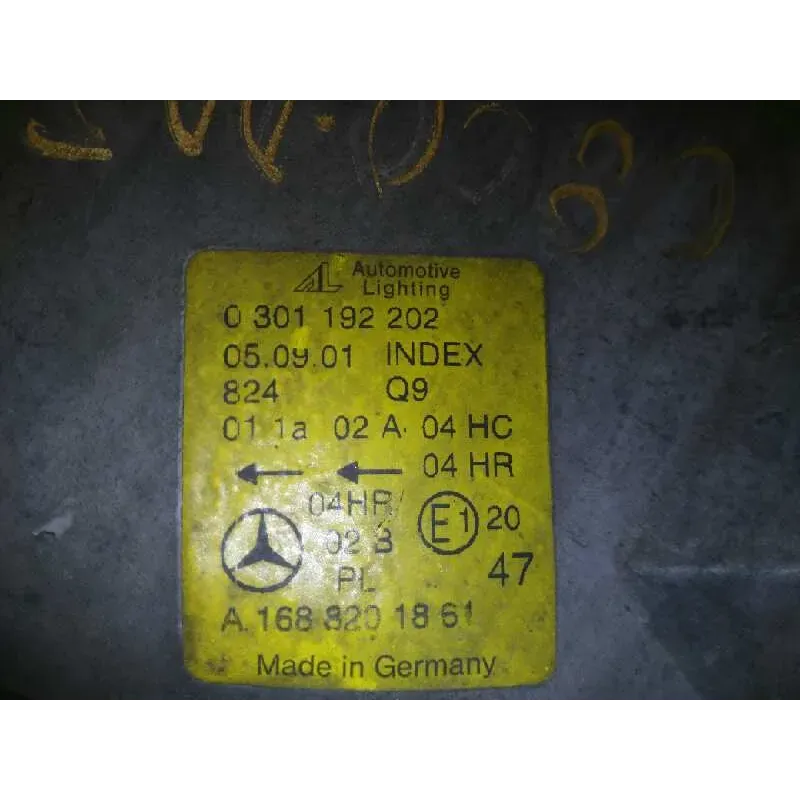 AL Automotive
Lighting
0 301 192 202
05.09.01 INDEX
824 Q9
01 1a 02 A 04 HC
← ← 04 HR
04HR/
02 B
PL
E1 20
47
A 168 820 18 61
Made in Germany